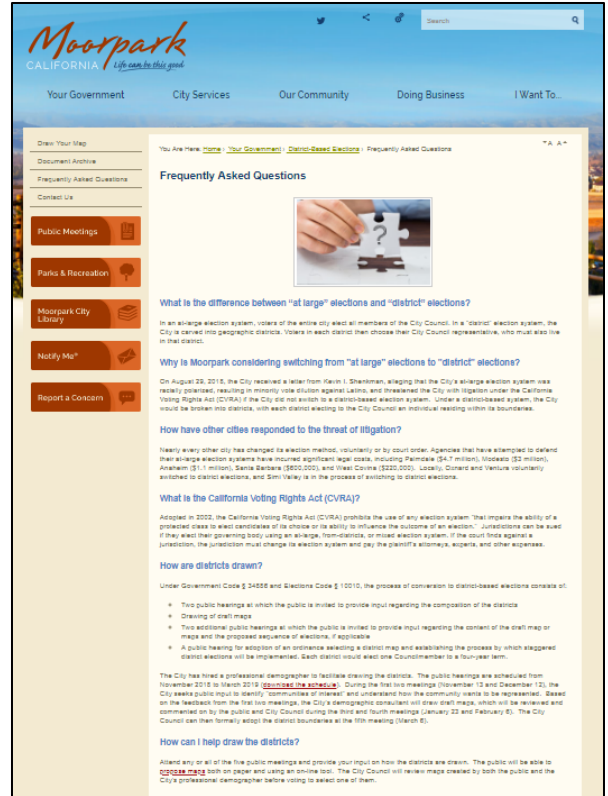 Moorpark
CALIFORNIA
Life can be this good
Search
Your Government
City Services
Our Community
Doing Business
I Want To...
Draw Your Map
Document Archive
Frequently Asked Questions
Contact Us
Public Meetings
Parks & Recreation
Moorpark City
Library
Notify Me®
Report a Concern
You Are Here: Home › Your Government › District-Based Elections › Frequently Asked Questions
Frequently Asked Questions
?
What is the difference between "at large" elections and "district" elections?
In an at-large election system, voters of the entire city elect all members of the City Council. In a "district" election system, the
City is carved into geographic districts. Voters in each district then choose their City Council representative, who must also live
in that district.
Why is Moorpark considering switching from "at large" elections to "district" elections?
On August 29, 2018, the City received a letter from Kevin I. Shenkman, alleging that the City's at-large election system was
racially polarized, resulting in minority vote dilution against Latino, and threatened the City with litigation under the California
Voting Rights Act (CVRA) if the City did not switch to a district-based election system. Under a district-based system, the City
would be broken into districts, with each district electing to the City Council an individual residing within its boundaries.
How have other cities responded to the threat of litigation?
Nearly every other city has changed its election method, voluntarily or by court order. Agencies that have attempted to defend
their at-large election systems have incurred significant legal costs, including Palmdale ($4.7 million), Modesto ($2 million),
Anaheim ($1.1 million), Santa Barbara ($600,000), and West Covina ($220,000). Locally, Oxnard and Ventura voluntarily
switched to district elections, and Simi Valley is in the process of switching to district elections.
What is the California Voting Rights Act (CVRA)?
Adopted in 2002, the California Voting Rights Act (CVRA) prohibits the use of any election system "that impairs the ability of a
protected class to elect candidates of its choice or its ability to influence the outcome of an election." Jurisdictions can be sued
if they elect their governing body using an at-large, from-districts, or mixed election system. If the court finds against a
jurisdiction, the jurisdiction must change its election system and pay the plaintiff's attorneys, experts, and other expenses.
How are districts drawn?
Under Government Code § 34886 and Elections Code § 10010, the process of conversion to district-based elections consists of:
Two public hearings at which the public is invited to provide input regarding the composition of the districts
Drawing of draft maps
Two additional public hearings at which the public is invited to provide input regarding the content of the draft map or
maps and the proposed sequence of elections, if applicable
A public hearing for adoption of an ordinance selecting a district map and establishing the process by which staggered
district elections will be implemented. Each district would elect one Councilmember to a four-year term.
The City has hired a professional demographer to facilitate drawing the districts. The public hearings are scheduled from
November 2018 to March 2019 (download the schedule). During the first two meetings (November 13 and December 12), the
City seeks public input to identify "communities of interest" and understand how the community wants to be represented. Based
on the feedback from the first two meetings, the City's demographic consultant will draw draft maps, which will be reviewed and
commented on by the public and City Council during the third and fourth meetings (January 23 and February 6). The City
Council can then formally adopt the district boundaries at the fifth meeting (March 6).
How can I help draw the districts?
Attend any or all of the five public meetings and provide your input on how the districts are drawn. The public will be able to
propose maps both on paper and using an on-line tool. The City Council will review maps created by both the public and the
City's professional demographer before voting to select one of them.